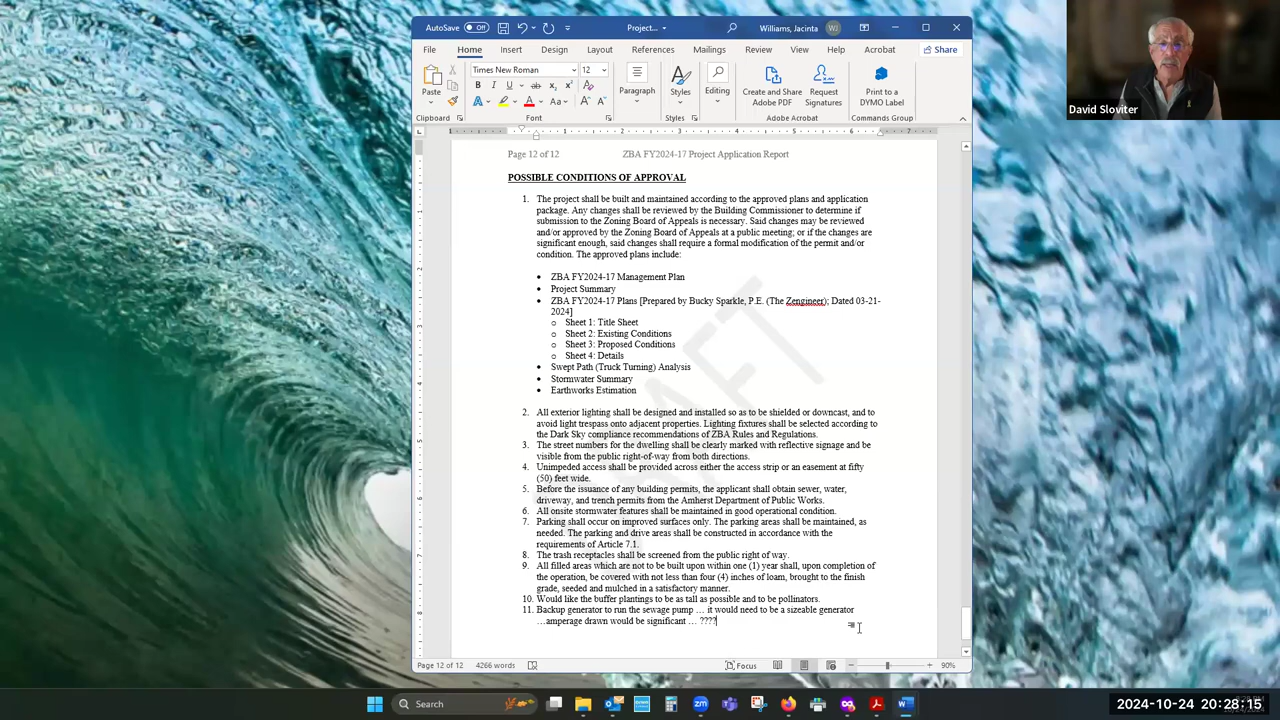 AutoSave Off Project... Williams, Jacinta WJ
File Home Insert Design Layout References Mailings Review View Help Acrobat Share
Times New Roman 12
Paste Paragraph Styles Editing Create and Share Adobe PDF Request Signatures Print to a DYMO Label
Clipboard Font Styles Adobe Acrobat Commands Group
David Sloviter
Page 12 of 12 ZBA FY2024-17 Project Application Report
POSSIBLE CONDITIONS OF APPROVAL
1. The project shall be built and maintained according to the approved plans and application
package. Any changes shall be reviewed by the Building Commissioner to determine if
submission to the Zoning Board of Appeals is necessary. Said changes may be reviewed
and/or approved by the Zoning Board of Appeals at a public meeting; or if the changes are
significant enough, said changes shall require a formal modification of the permit and/or
condition. The approved plans include:
• ZBA FY2024-17 Management Plan
• Project Summary
• ZBA FY2024-17 Plans [Prepared by Bucky Sparkle, P.E. (The Zengineer); Dated 03-21-
2024]
o Sheet 1: Title Sheet
o Sheet 2: Existing Conditions
o Sheet 3: Proposed Conditions
o Sheet 4: Details
• Swept Path (Truck Turning) Analysis
• Stormwater Summary
• Earthworks Estimation
2. All exterior lighting shall be designed and installed so as to be shielded or downcast, and to
avoid light trespass onto adjacent properties. Lighting fixtures shall be selected according to
the Dark Sky compliance recommendations of ZBA Rules and Regulations.
3. The street numbers for the dwelling shall be clearly marked with reflective signage and be
visible from the public right-of-way from both directions.
4. Unimpeded access shall be provided across either the access strip or an easement at fifty
(50) feet wide.
5. Before the issuance of any building permits, the applicant shall obtain sewer, water,
driveway, and trench permits from the Amherst Department of Public Works.
6. All onsite stormwater features shall be maintained in good operational condition.
7. Parking shall occur on improved surfaces only. The parking areas shall be maintained, as
needed. The parking and drive areas shall be constructed in accordance with the
requirements of Article 7.1.
8. The trash receptacles shall be screened from the public right of way.
9. All filled areas which are not to be built upon within one (1) year shall, upon completion of
the operation, be covered with not less than four (4) inches of loam, brought to the finish
grade, seeded and mulched in a satisfactory manner.
10. Would like the buffer plantings to be as tall as possible and to be pollinators.
11. Backup generator to run the sewage pump … it would need to be a sizeable generator
…amperage drawn would be significant … ????
Page 12 of 12 4266 words Focus 90%
Search
2024-10-24 20:28:15